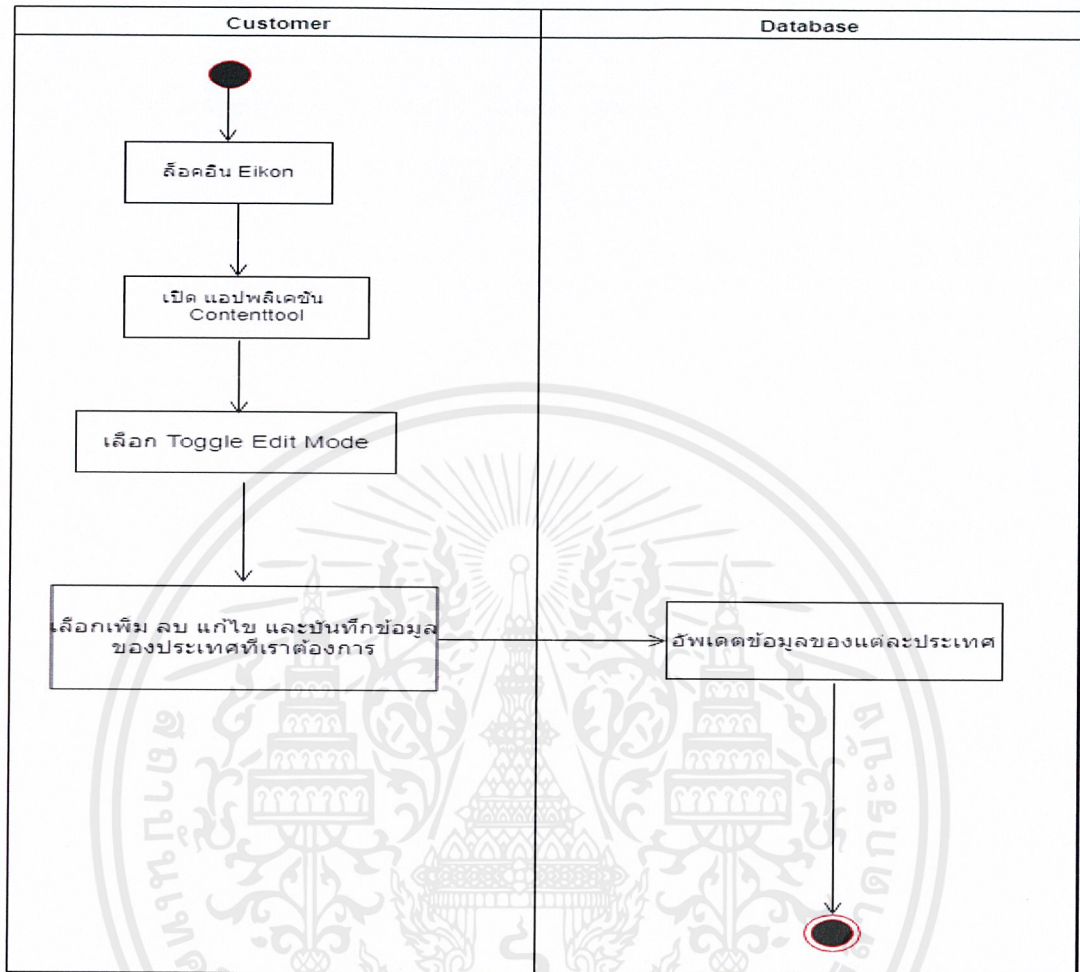 Customer
Database
ล็อคอิน Eikon
เปิด แอปพลิเคชัน
Contenttool
เลือก Toggle Edit Mode
เลือกเพิ่ม ลบ แก้ไข และบันทึกข้อมูล
ของประเทศที่เราต้องการ
อัพเดตข้อมูลของแต่ละประเทศ